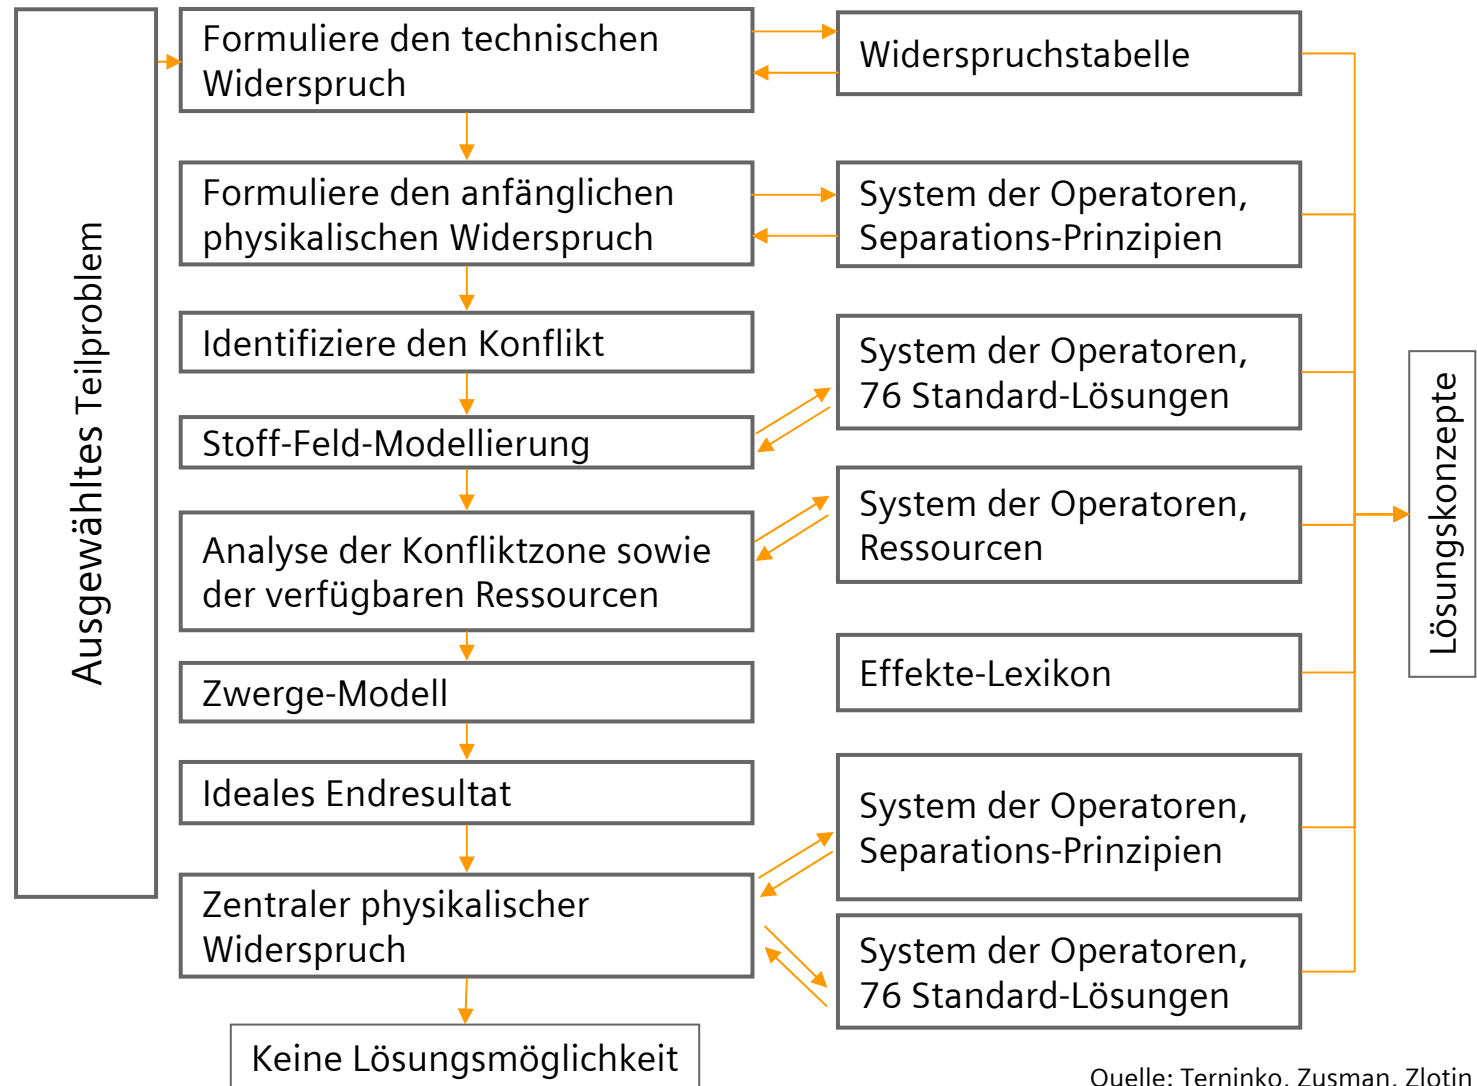 Ausgewähltes Teilproblem
Formuliere den technischen
Widerspruch
Widerspruchstabelle
Formuliere den anfänglichen
physikalischen Widerspruch
System der Operatoren,
Separations-Prinzipien
Identifiziere den Konflikt
System der Operatoren,
76 Standard-Lösungen
Stoff-Feld-Modellierung
Analyse der Konfliktzone sowie
der verfügbaren Ressourcen
System der Operatoren,
Ressourcen
Zwerge-Modell
Effekte-Lexikon
Ideales Endresultat
System der Operatoren,
Separations-Prinzipien
Zentraler physikalischer
Widerspruch
System der Operatoren,
76 Standard-Lösungen
Keine Lösungsmöglichkeit
Lösungskonzepte
Quelle: Terninko, Zusman, Zlotin